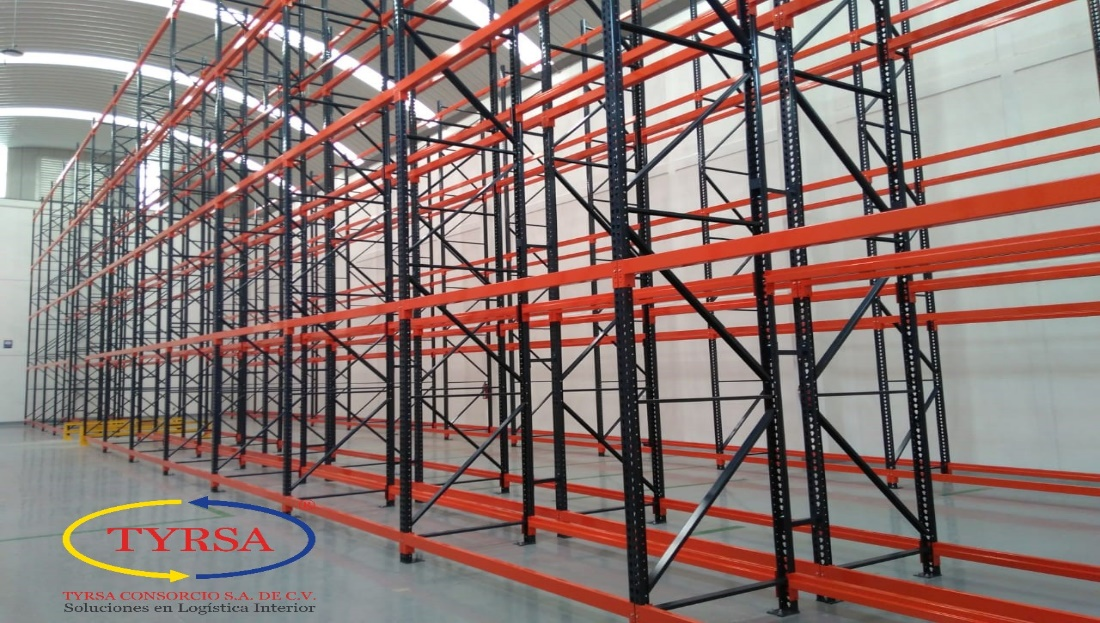 TYRSA
TYRSA CONSORCIO S.A. DE C.V.
Soluciones en Logística Interior